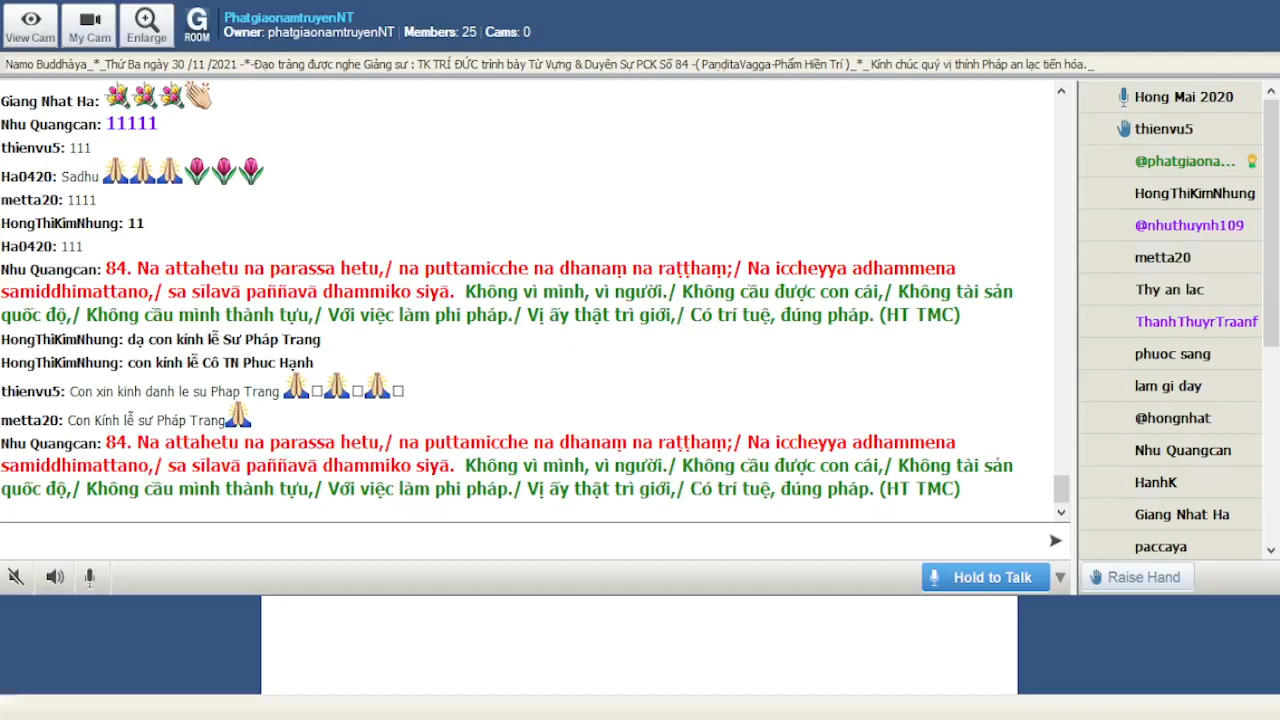 View Cam
My Cam
Enlarge
G
ROOM
PhatgiaonamtruyenNT
Owner: phatgiaonamtruyenNT | Members: 25 | Cams: 0
Namo Buddhàya_*_Thứ Ba ngày 30 /11 /2021 -*-Đạo tràng được nghe Giảng sư : TK TRÍ ĐỨC trình bày Từ Vựng & Duyên Sự PCK Số 84 -( PaṇḍitaVagga-Phẩm Hiền Trí )_*_ Kính chúc quý vị thính Pháp an lạc tiến hóa._
Giang Nhat Ha: 💐💐💐👏
Nhu Quangcan: 11111
thienvu5: 111
Ha0420: Sadhu 🙏🙏🙏🌷🌷🌷
metta20: 1111
HongThiKimNhung: 11
Ha0420: 111
Nhu Quangcan: 84. Na attahetu na parassa hetu,/ na puttamicche na dhanaṃ na raṭṭhaṃ;/ Na iccheyya adhammena
samiddhimattano,/ sa sīlavā paññavā dhammiko siyā. Không vì mình, vì người./ Không cầu được con cái,/ Không tài sản
quốc độ,/ Không cầu mình thành tựu,/ Với việc làm phi pháp./ Vị ấy thật trì giới,/ Có trí tuệ, đúng pháp. (HT TMC)
HongThiKimNhung: dạ con kính lễ Sư Pháp Trang
HongThiKimNhung: con kính lễ Cô TN Phuc Hạnh
thienvu5: Con xin kinh danh le su Phap Trang 🙏□🙏□🙏□
metta20: Con Kính lễ sư Pháp Trang🙏
Nhu Quangcan: 84. Na attahetu na parassa hetu,/ na puttamicche na dhanaṃ na raṭṭhaṃ;/ Na iccheyya adhammena
samiddhimattano,/ sa sīlavā paññavā dhammiko siyā. Không vì mình, vì người./ Không cầu được con cái,/ Không tài sản
quốc độ,/ Không cầu mình thành tựu,/ Với việc làm phi pháp./ Vị ấy thật trì giới,/ Có trí tuệ, đúng pháp. (HT TMC)
Hold to Talk
Hong Mai 2020
thienvu5
@phatgiaona...
HongThiKimNhung
@nhuthuynh109
metta20
Thy an lac
ThanhThuyrTraanf
phuoc sang
lam gi day
@hongnhat
Nhu Quangcan
HanhK
Giang Nhat Ha
paccaya
Raise Hand